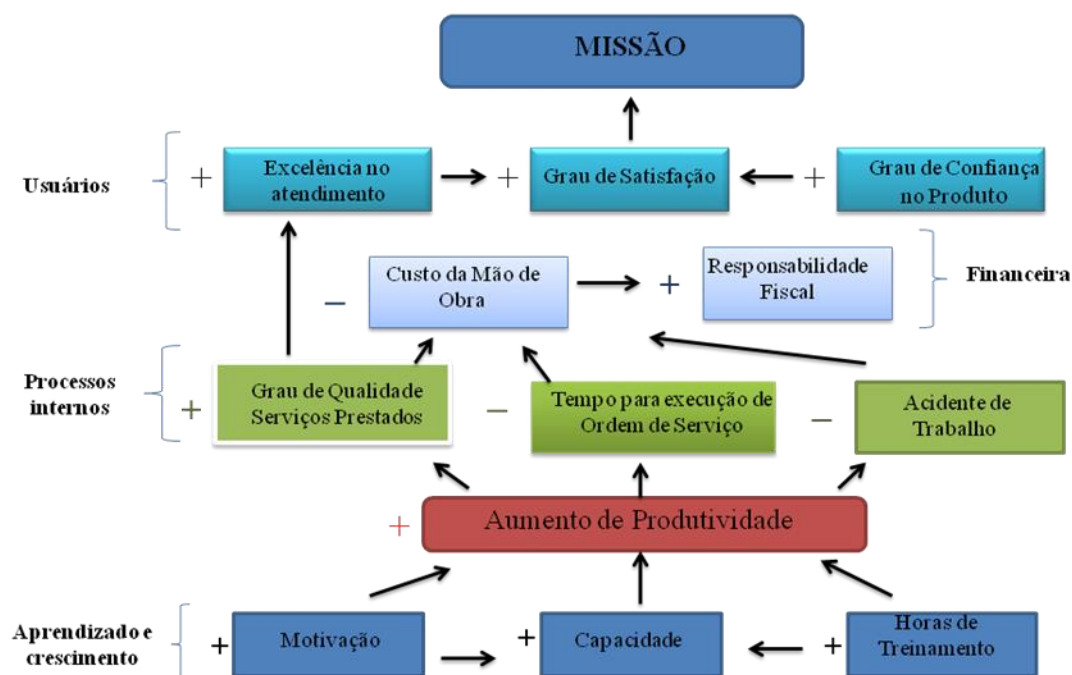 MISSÃO
Usuários
+
Excelência no
atendimento
+
Grau de Satisfação
+
Grau de Confiança
no Produto
−
Custo da Mão de
Obra
+
Responsabilidade
Fiscal
Financeira
Processos
internos
+
Grau de Qualidade
Serviços Prestados
−
Tempo para execução de
Ordem de Serviço
−
Acidente de
Trabalho
+
Aumento de Produtividade
Aprendizado e
crescimento
+
Motivação
+
Capacidade
+
Horas de
Treinamento